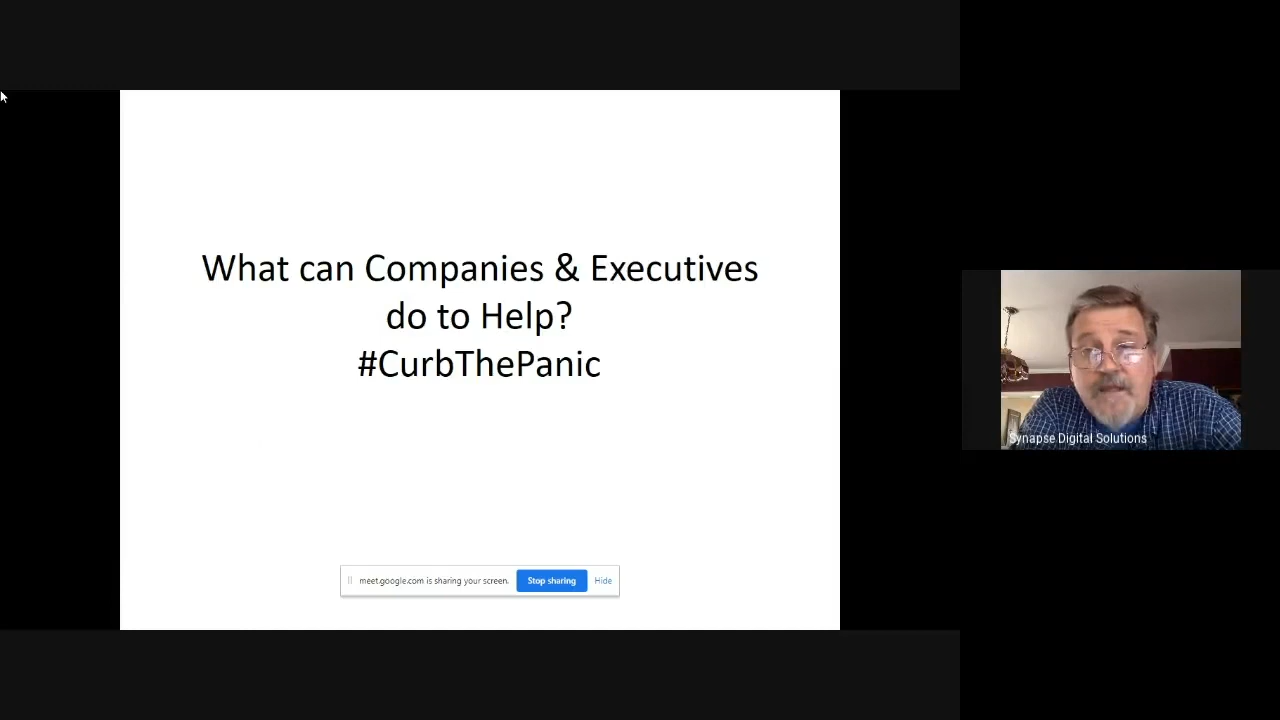 What can Companies & Executives
do to Help?
#CurbThePanic
meet.google.com is sharing your screen. Stop sharing Hide
Synapse Digital Solutions